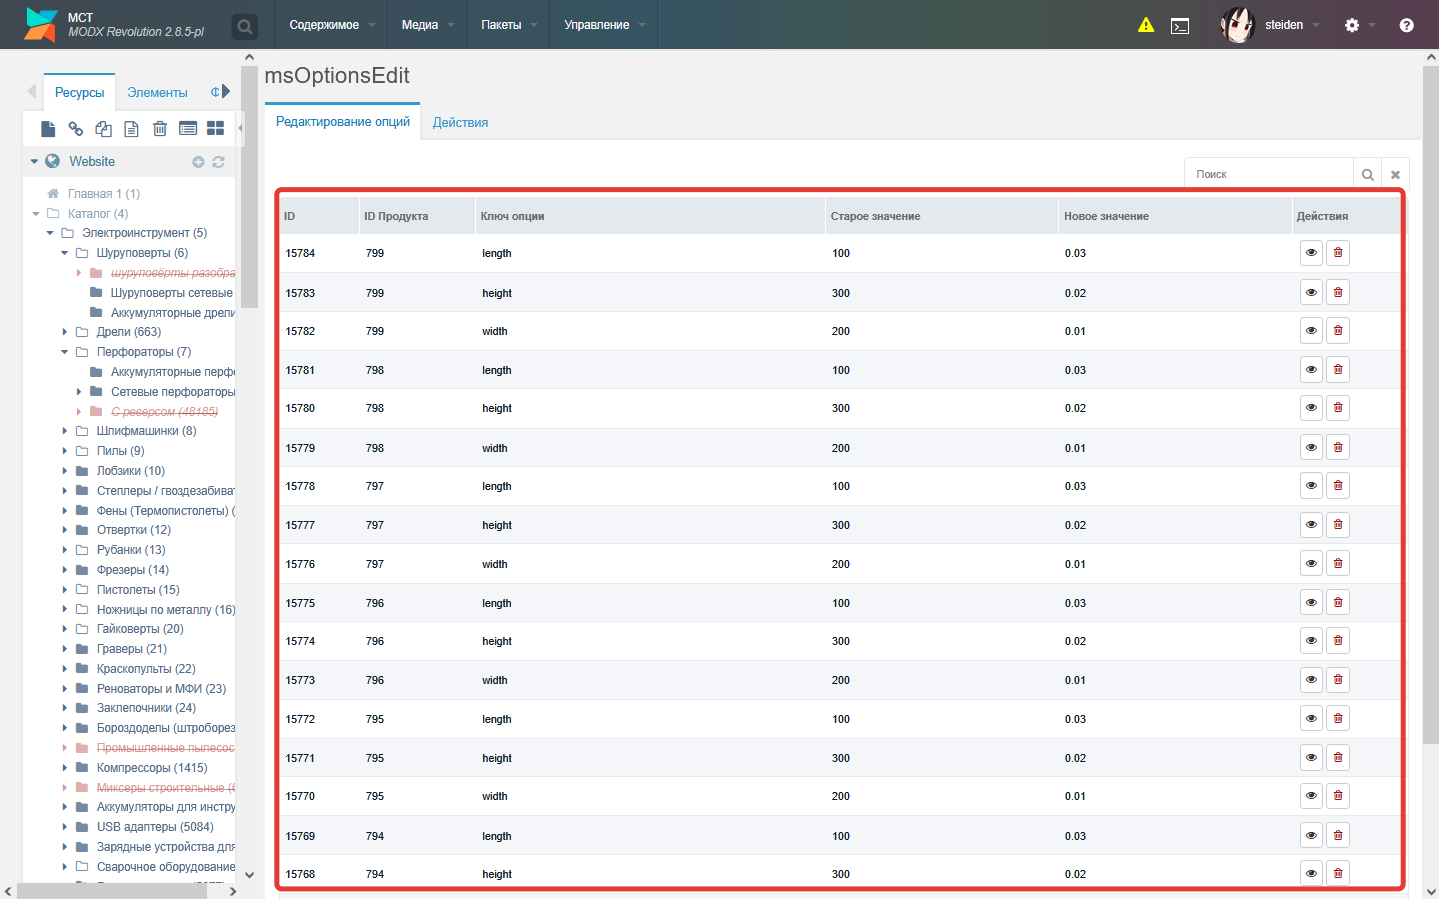 MCT
MODX Revolution 2.8.5-pl
Содержимое
Медиа
Пакеты
Управление
steiden
Ресурсы
Элементы
Website
Главная 1 (1)
Каталог (4)
Электроинструмент (5)
Шуруповерты (6)
шуруповёрты разобра
Шуруповерты сетевые
Аккумуляторные дрели
Дрели (663)
Перфораторы (7)
Аккумуляторные перфо
Сетевые перфораторы
С реверсом (48185)
Шлифмашинки (8)
Пилы (9)
Лобзики (10)
Степлеры / гвоздезабиват
Фены (Термопистолеты) (
Отвертки (12)
Рубанки (13)
Фрезеры (14)
Пистолеты (15)
Ножницы по металлу (16)
Гайковерты (20)
Граверы (21)
Краскопульты (22)
Реноваторы и МФИ (23)
Заклепочники (24)
Бороздоделы (штроборез
Промышленные пылесос
Компрессоры (1415)
Миксеры строительные (6
Аккумуляторы для инстру
USB адаптеры (5084)
Зарядные устройства для
Сварочное оборудование
msOptionsEdit
Редактирование опций
Действия
Поиск
ID ID Продукта Ключ опции Старое значение Новое значение Действия
15784 799 length 100 0.03
15783 799 height 300 0.02
15782 799 width 200 0.01
15781 798 length 100 0.03
15780 798 height 300 0.02
15779 798 width 200 0.01
15778 797 length 100 0.03
15777 797 height 300 0.02
15776 797 width 200 0.01
15775 796 length 100 0.03
15774 796 height 300 0.02
15773 796 width 200 0.01
15772 795 length 100 0.03
15771 795 height 300 0.02
15770 795 width 200 0.01
15769 794 length 100 0.03
15768 794 height 300 0.02